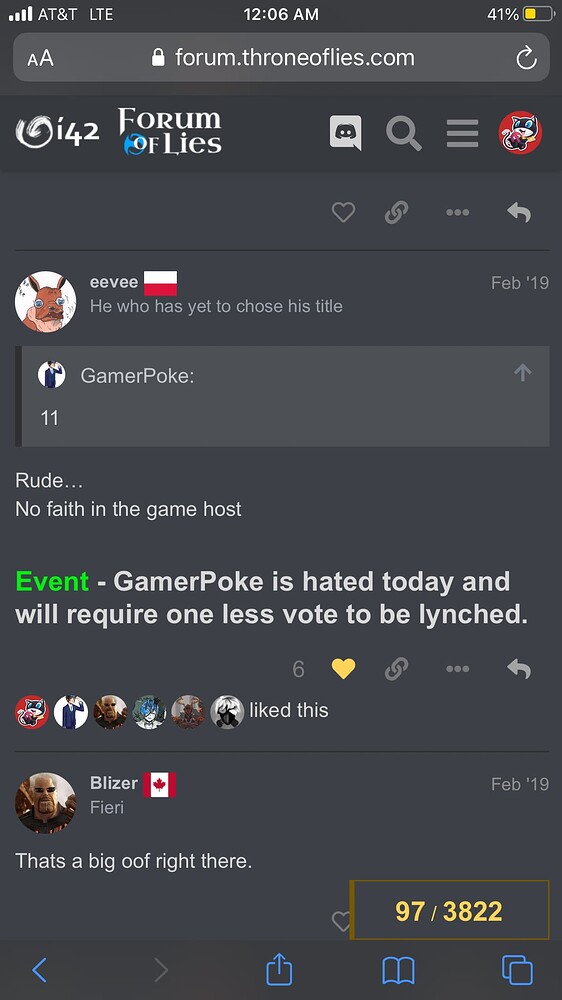 AT&T LTE 12:06 AM 41%
AA forum.throneoflies.com
i42 FORUM OF LIES
eevee Feb '19
He who has yet to chose his title
GamerPoke:
11
Rude…
No faith in the game host
Event - GamerPoke is hated today and
will require one less vote to be lynched.
6
liked this
Blizer Feb '19
Fieri
Thats a big oof right there.
97 / 3822